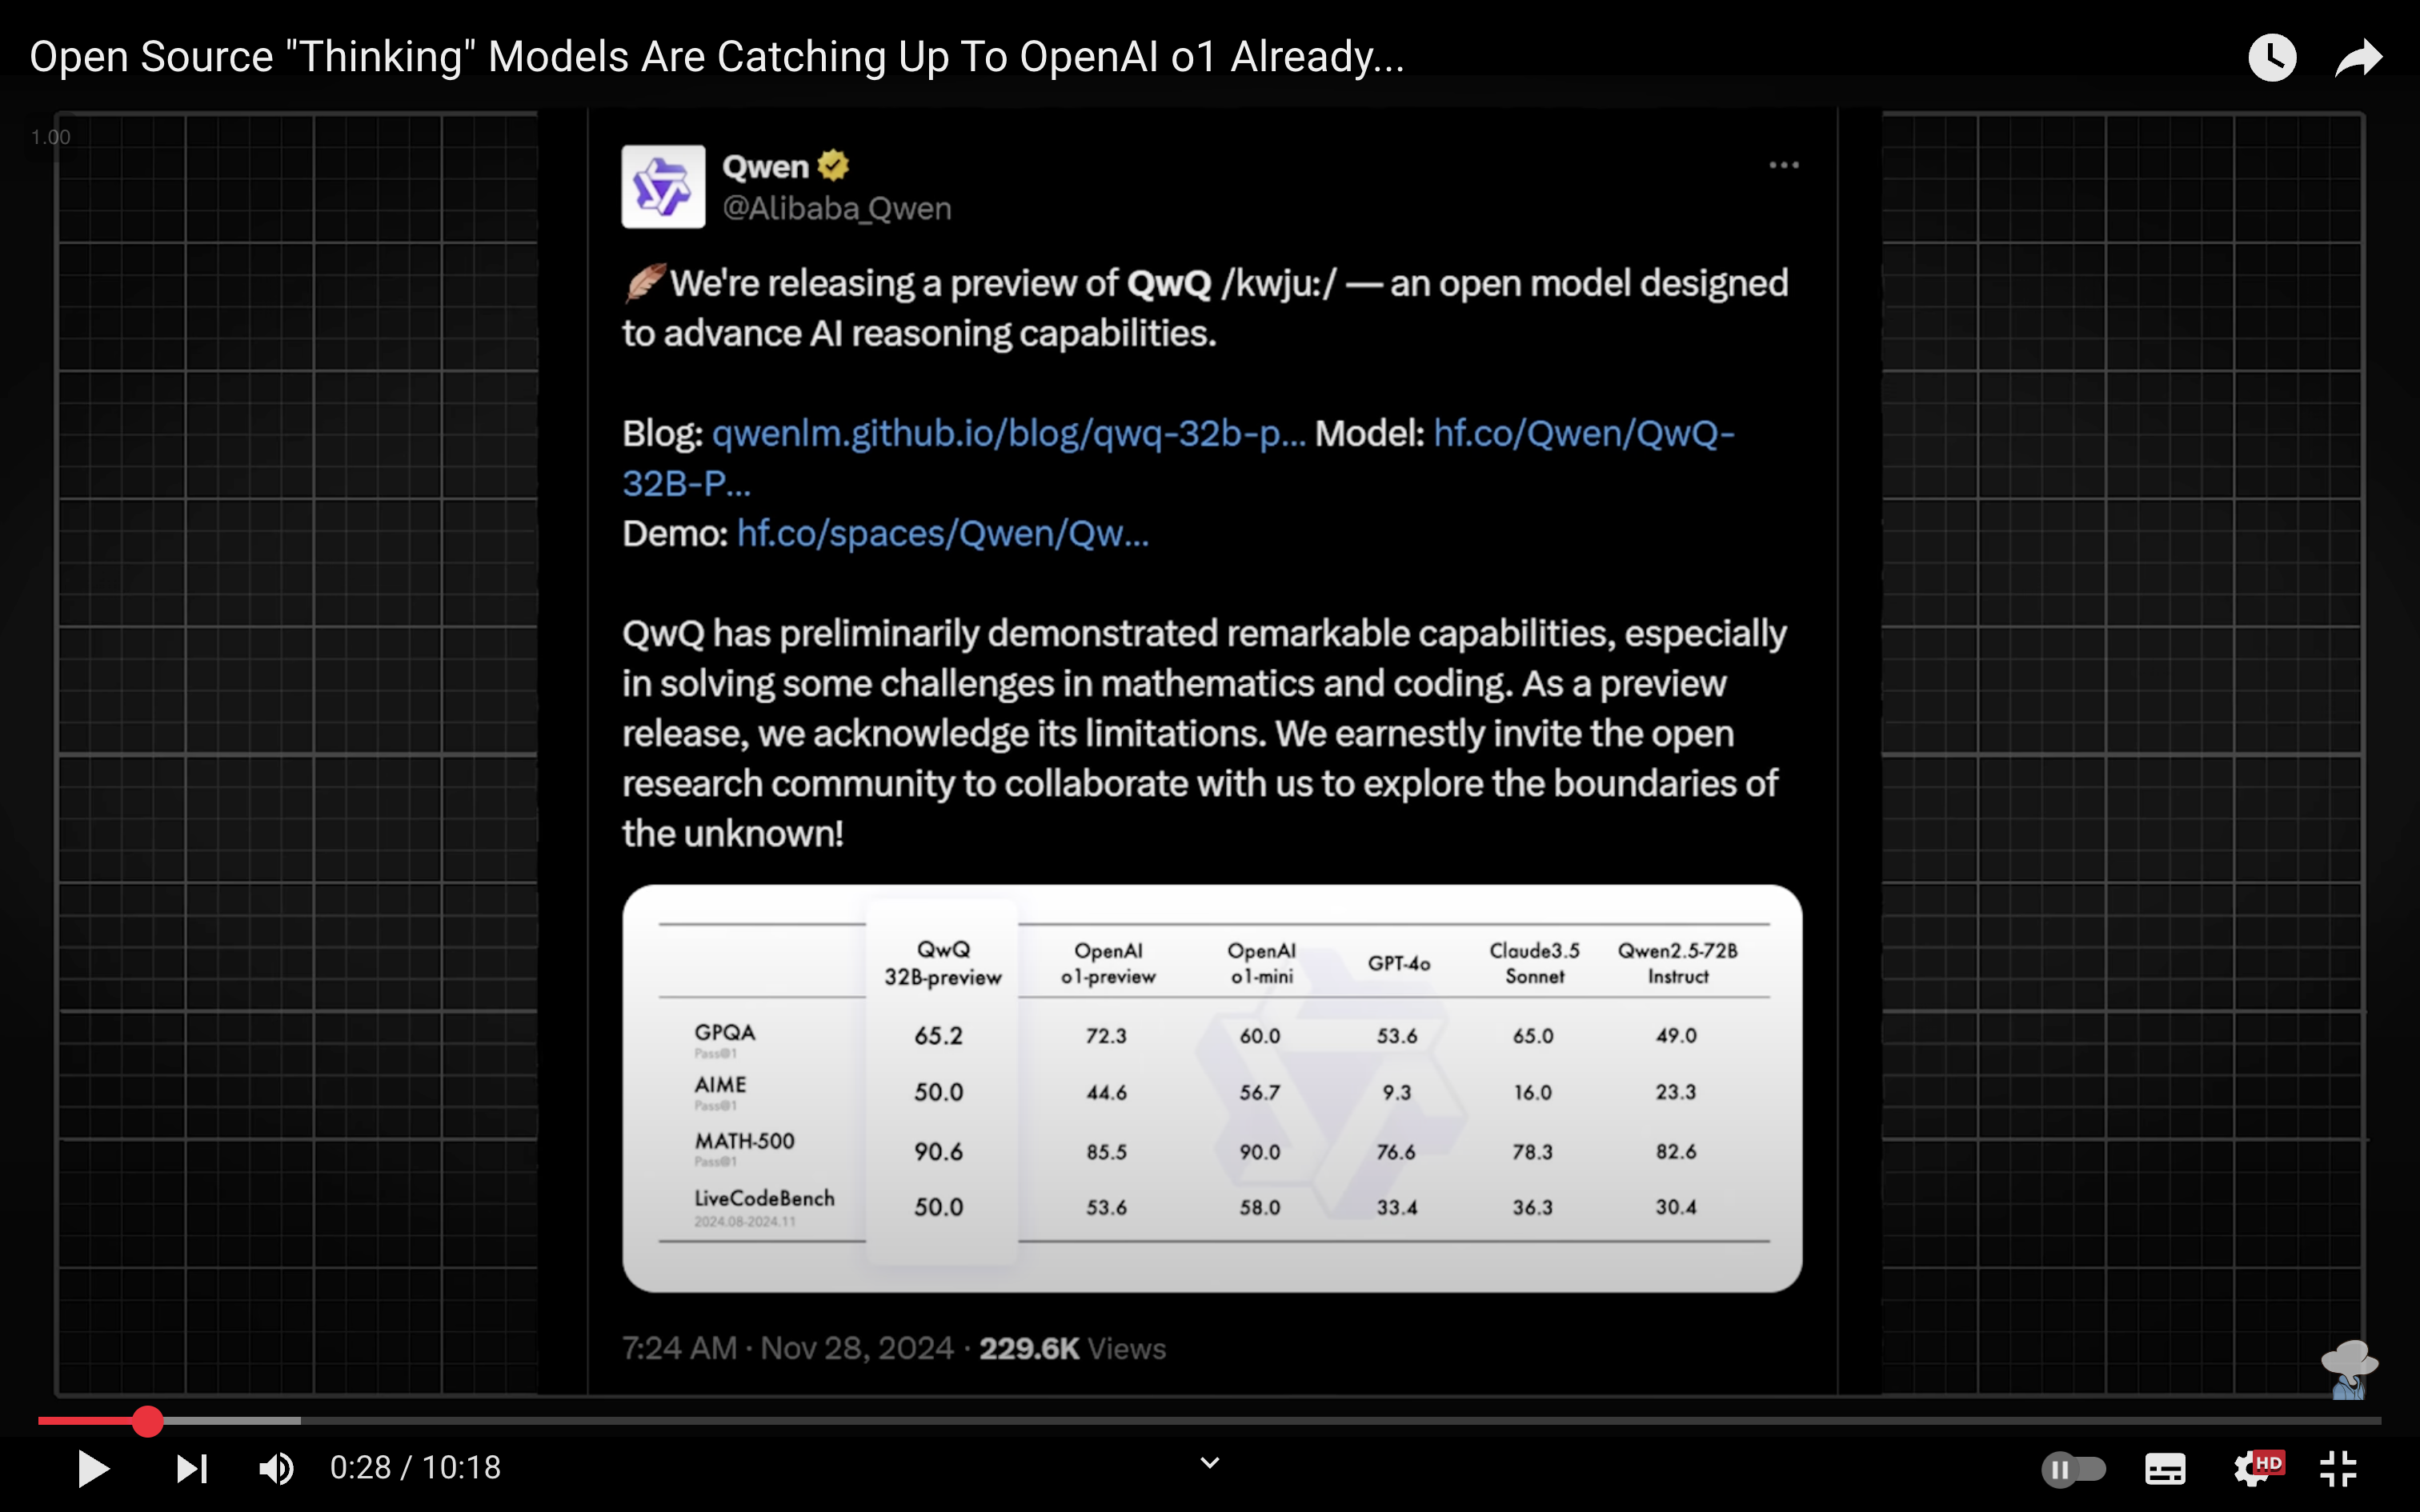 Open Source "Thinking" Models Are Catching Up To OpenAI o1 Already...
1.00
Qwen
@Alibaba_Qwen
🪶We're releasing a preview of QwQ /kwju:/ — an open model designed
to advance AI reasoning capabilities.
Blog: qwenlm.github.io/blog/qwq-32b-p... Model: hf.co/Qwen/QwQ-
32B-P...
Demo: hf.co/spaces/Qwen/Qw...
QwQ has preliminarily demonstrated remarkable capabilities, especially
in solving some challenges in mathematics and coding. As a preview
release, we acknowledge its limitations. We earnestly invite the open
research community to collaborate with us to explore the boundaries of
the unknown!
QwQ 32B-preview OpenAI o1-preview OpenAI o1-mini GPT-4o Claude3.5 Sonnet Qwen2.5-72B Instruct
GPQA 65.2 72.3 60.0 53.6 65.0 49.0
Pass@1
AIME 50.0 44.6 56.7 9.3 16.0 23.3
Pass@1
MATH-500 90.6 85.5 90.0 76.6 78.3 82.6
Pass@1
LiveCodeBench 50.0 53.6 58.0 33.4 36.3 30.4
2024.08-2024.11
7:24 AM · Nov 28, 2024 · 229.6K Views
0:28 / 10:18
HD